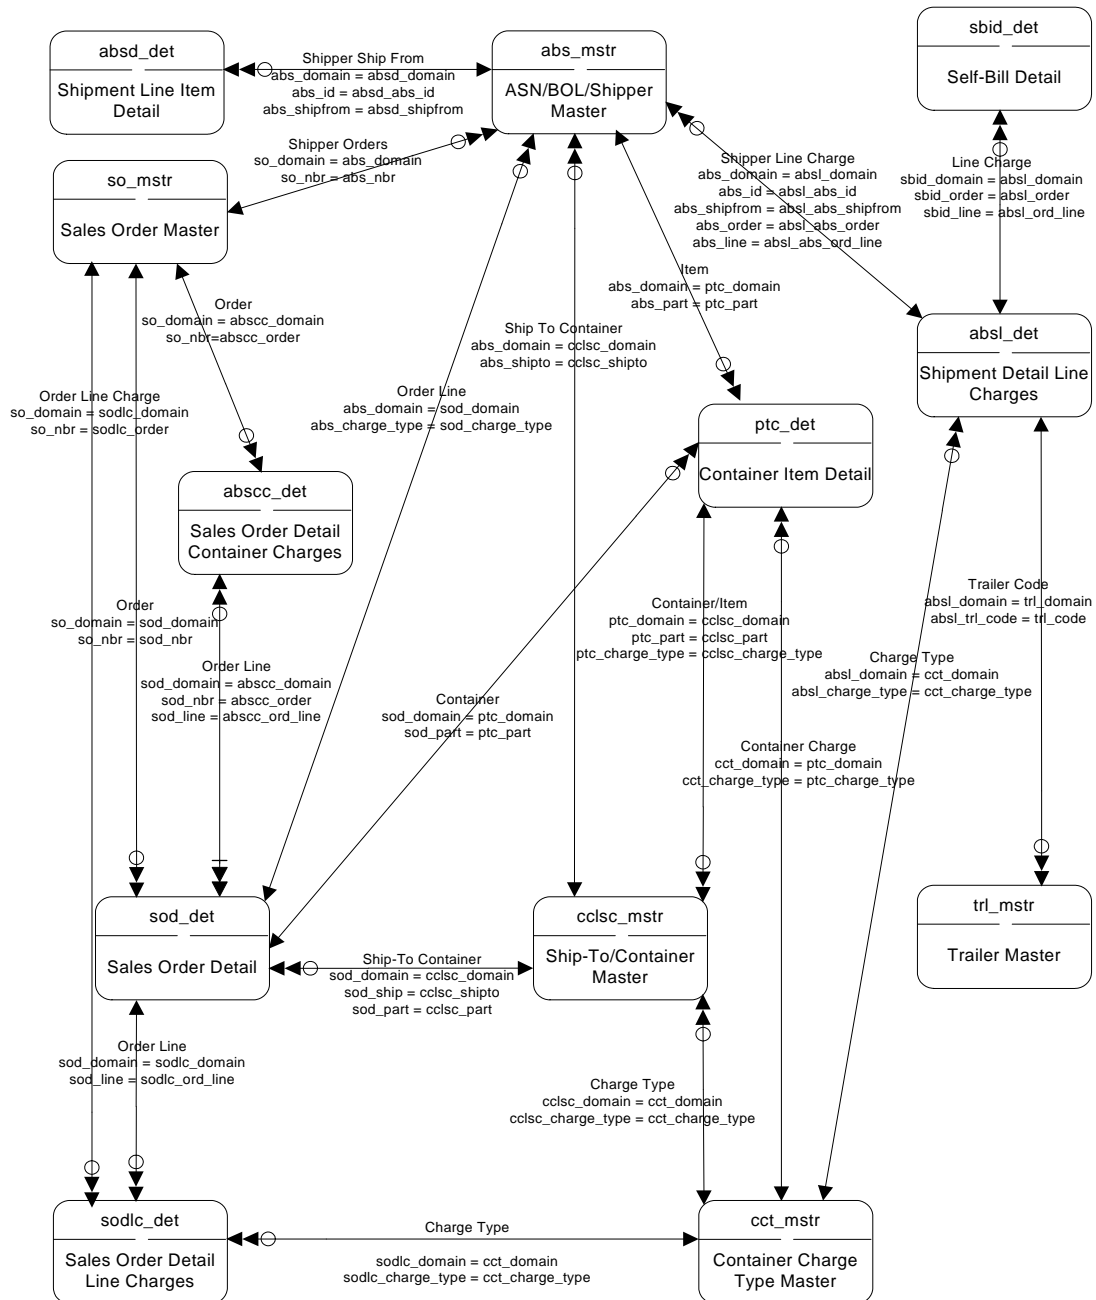 absd_det
Shipment Line Item
Detail
Shipper Ship From
abs_domain = absd_domain
abs_id = absd_abs_id
abs_shipfrom = absd_shipfrom
abs_mstr
ASN/BOL/Shipper
Master
sbid_det
Self-Bill Detail
Shipper Orders
so_domain = abs_domain
so_nbr = abs_nbr
so_mstr
Sales Order Master
Shipper Line Charge
abs_domain = absl_domain
abs_id = absl_abs_id
abs_shipfrom = absl_abs_shipfrom
abs_order = absl_abs_order
abs_line = absl_abs_ord_line
Line Charge
sbid_domain = absl_domain
sbid_order = absl_order
sbid_line = absl_ord_line
Item
abs_domain = ptc_domain
abs_part = ptc_part
Order
so_domain = abscc_domain
so_nbr=abscc_order
Ship To Container
abs_domain = cclsc_domain
abs_shipto = cclsc_shipto
absl_det
Shipment Detail Line
Charges
Order Line Charge
so_domain = sodlc_domain
so_nbr = sodlc_order
Order Line
abs_domain = sod_domain
abs_charge_type = sod_charge_type
ptc_det
Container Item Detail
abscc_det
Sales Order Detail
Container Charges
Order
so_domain = sod_domain
so_nbr = sod_nbr
Container/Item
ptc_domain = cclsc_domain
ptc_part = cclsc_part
ptc_charge_type = cclsc_charge_type
Trailer Code
absl_domain = trl_domain
absl_trl_code = trl_code
Order Line
sod_domain = abscc_domain
sod_nbr = abscc_order
sod_line = abscc_ord_line
Charge Type
absl_domain = cct_domain
absl_charge_type = cct_charge_type
Container
sod_domain = ptc_domain
sod_part = ptc_part
Container Charge
cct_domain = ptc_domain
cct_charge_type = ptc_charge_type
sod_det
Sales Order Detail
Ship-To Container
sod_domain = cclsc_domain
sod_ship = cclsc_shipto
sod_part = cclsc_part
cclsc_mstr
Ship-To/Container
Master
trl_mstr
Trailer Master
Order Line
sod_domain = sodlc_domain
sod_line = sodlc_ord_line
Charge Type
cclsc_domain = cct_domain
cclsc_charge_type = cct_charge_type
sodlc_det
Sales Order Detail
Line Charges
Charge Type
sodlc_domain = cct_domain
sodlc_charge_type = cct_charge_type
cct_mstr
Container Charge
Type Master